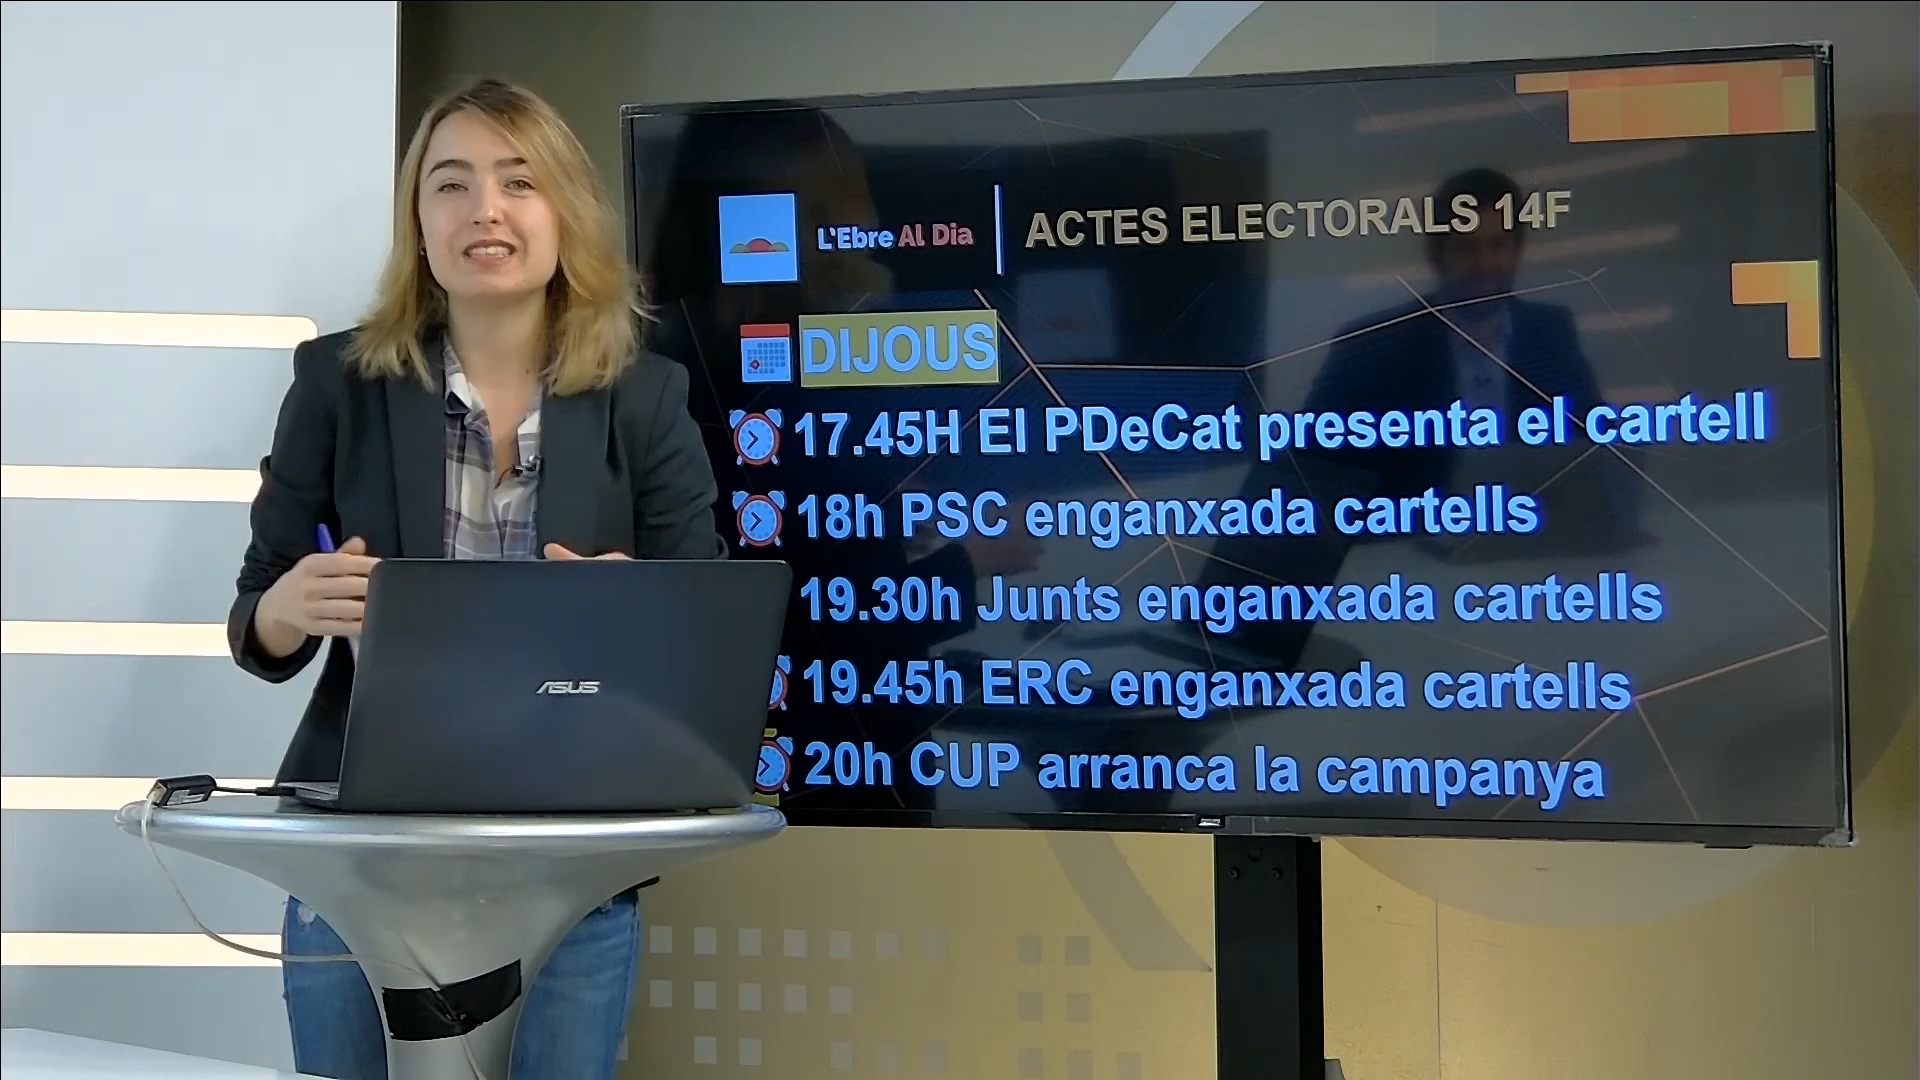 L'Ebre Al Dia
ACTES ELECTORALS 14F
DIJOUS
17.45H El PDeCat presenta el cartell
18h PSC enganxada cartells
19.30h Junts enganxada cartells
19.45h ERC enganxada cartells
20h CUP arranca la campanya
ASUS